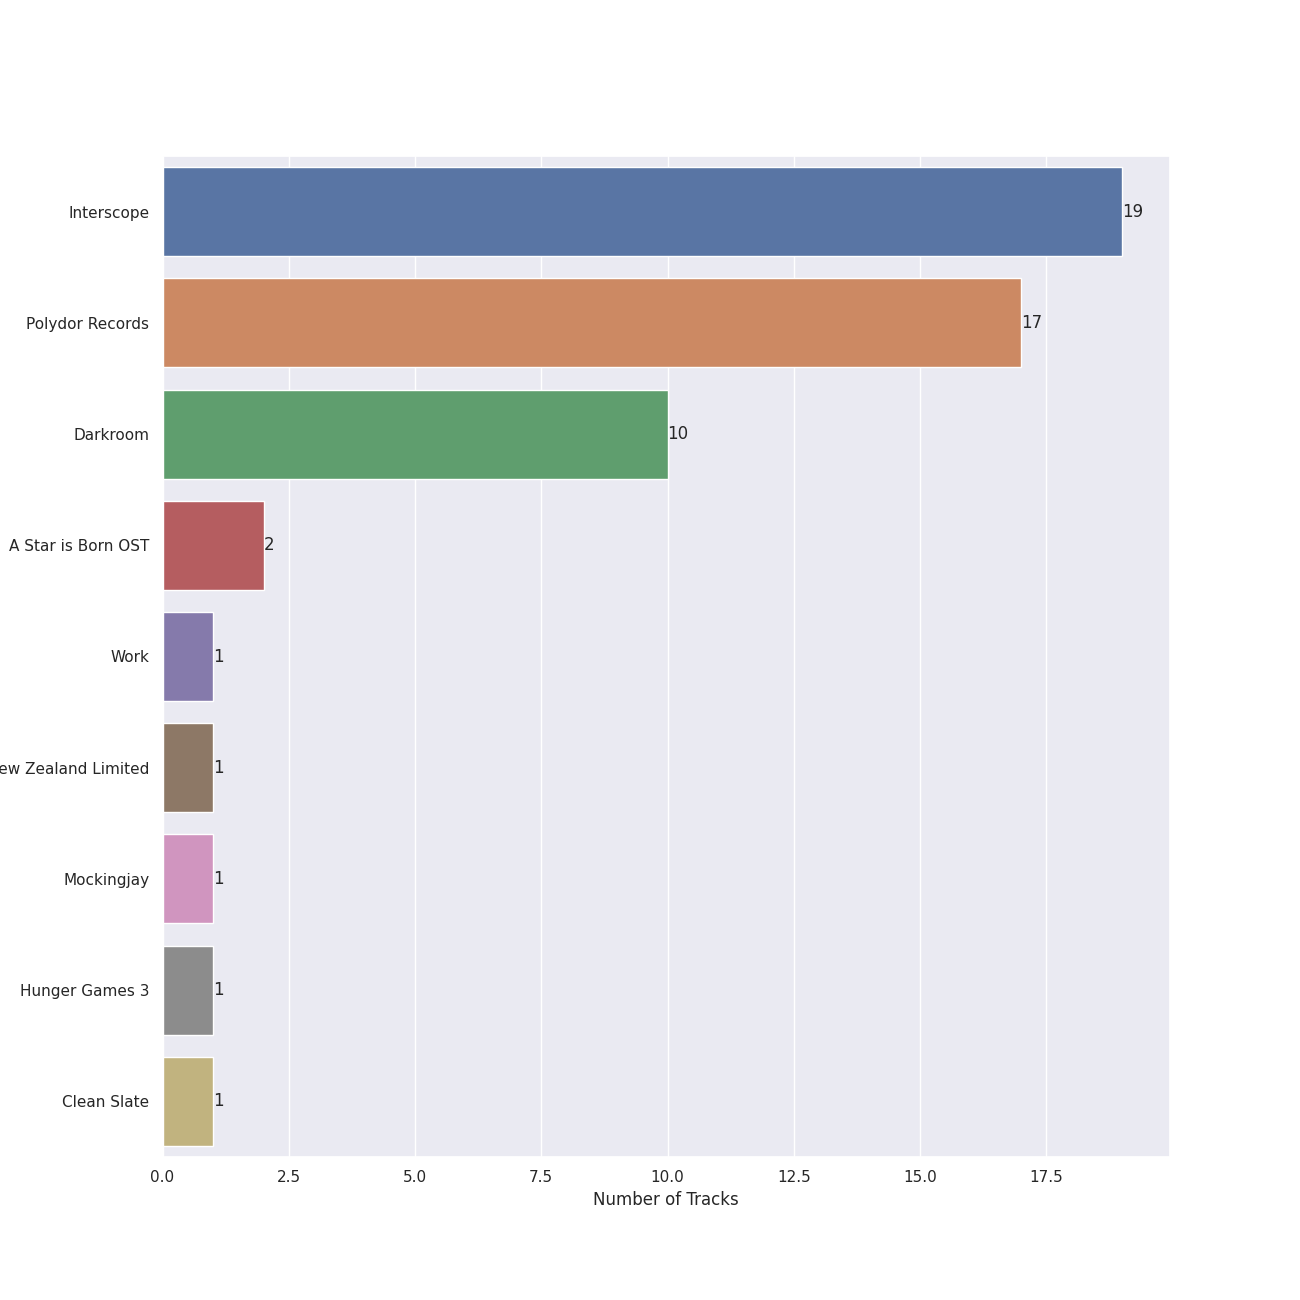 Interscope
19
Polydor Records
17
Darkroom
10
A Star is Born OST
2
Work
1
ew Zealand Limited
1
Mockingjay
1
Hunger Games 3
1
Clean Slate
1
0.0 2.5 5.0 7.5 10.0 12.5 15.0 17.5
Number of Tracks